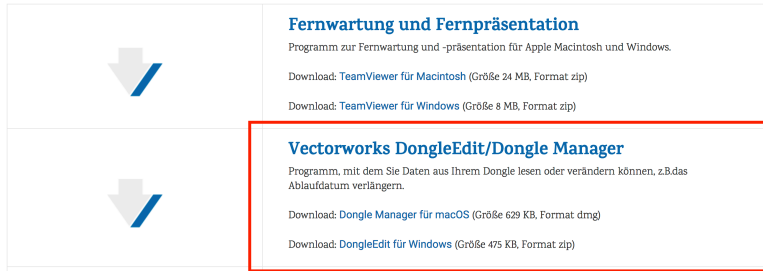 Fernwartung und Fernpräsentation
Programm zur Fernwartung und -präsentation für Apple Macintosh und Windows.
Download: TeamViewer für Macintosh (Größe 24 MB, Format zip)
Download: TeamViewer für Windows (Größe 8 MB, Format zip)
Vectorworks DongleEdit/Dongle Manager
Programm, mit dem Sie Daten aus Ihrem Dongle lesen oder verändern können, z.B.das
Ablaufdatum verlängern.
Download: Dongle Manager für macOS (Größe 629 KB, Format dmg)
Download: DongleEdit für Windows (Größe 475 KB, Format zip)